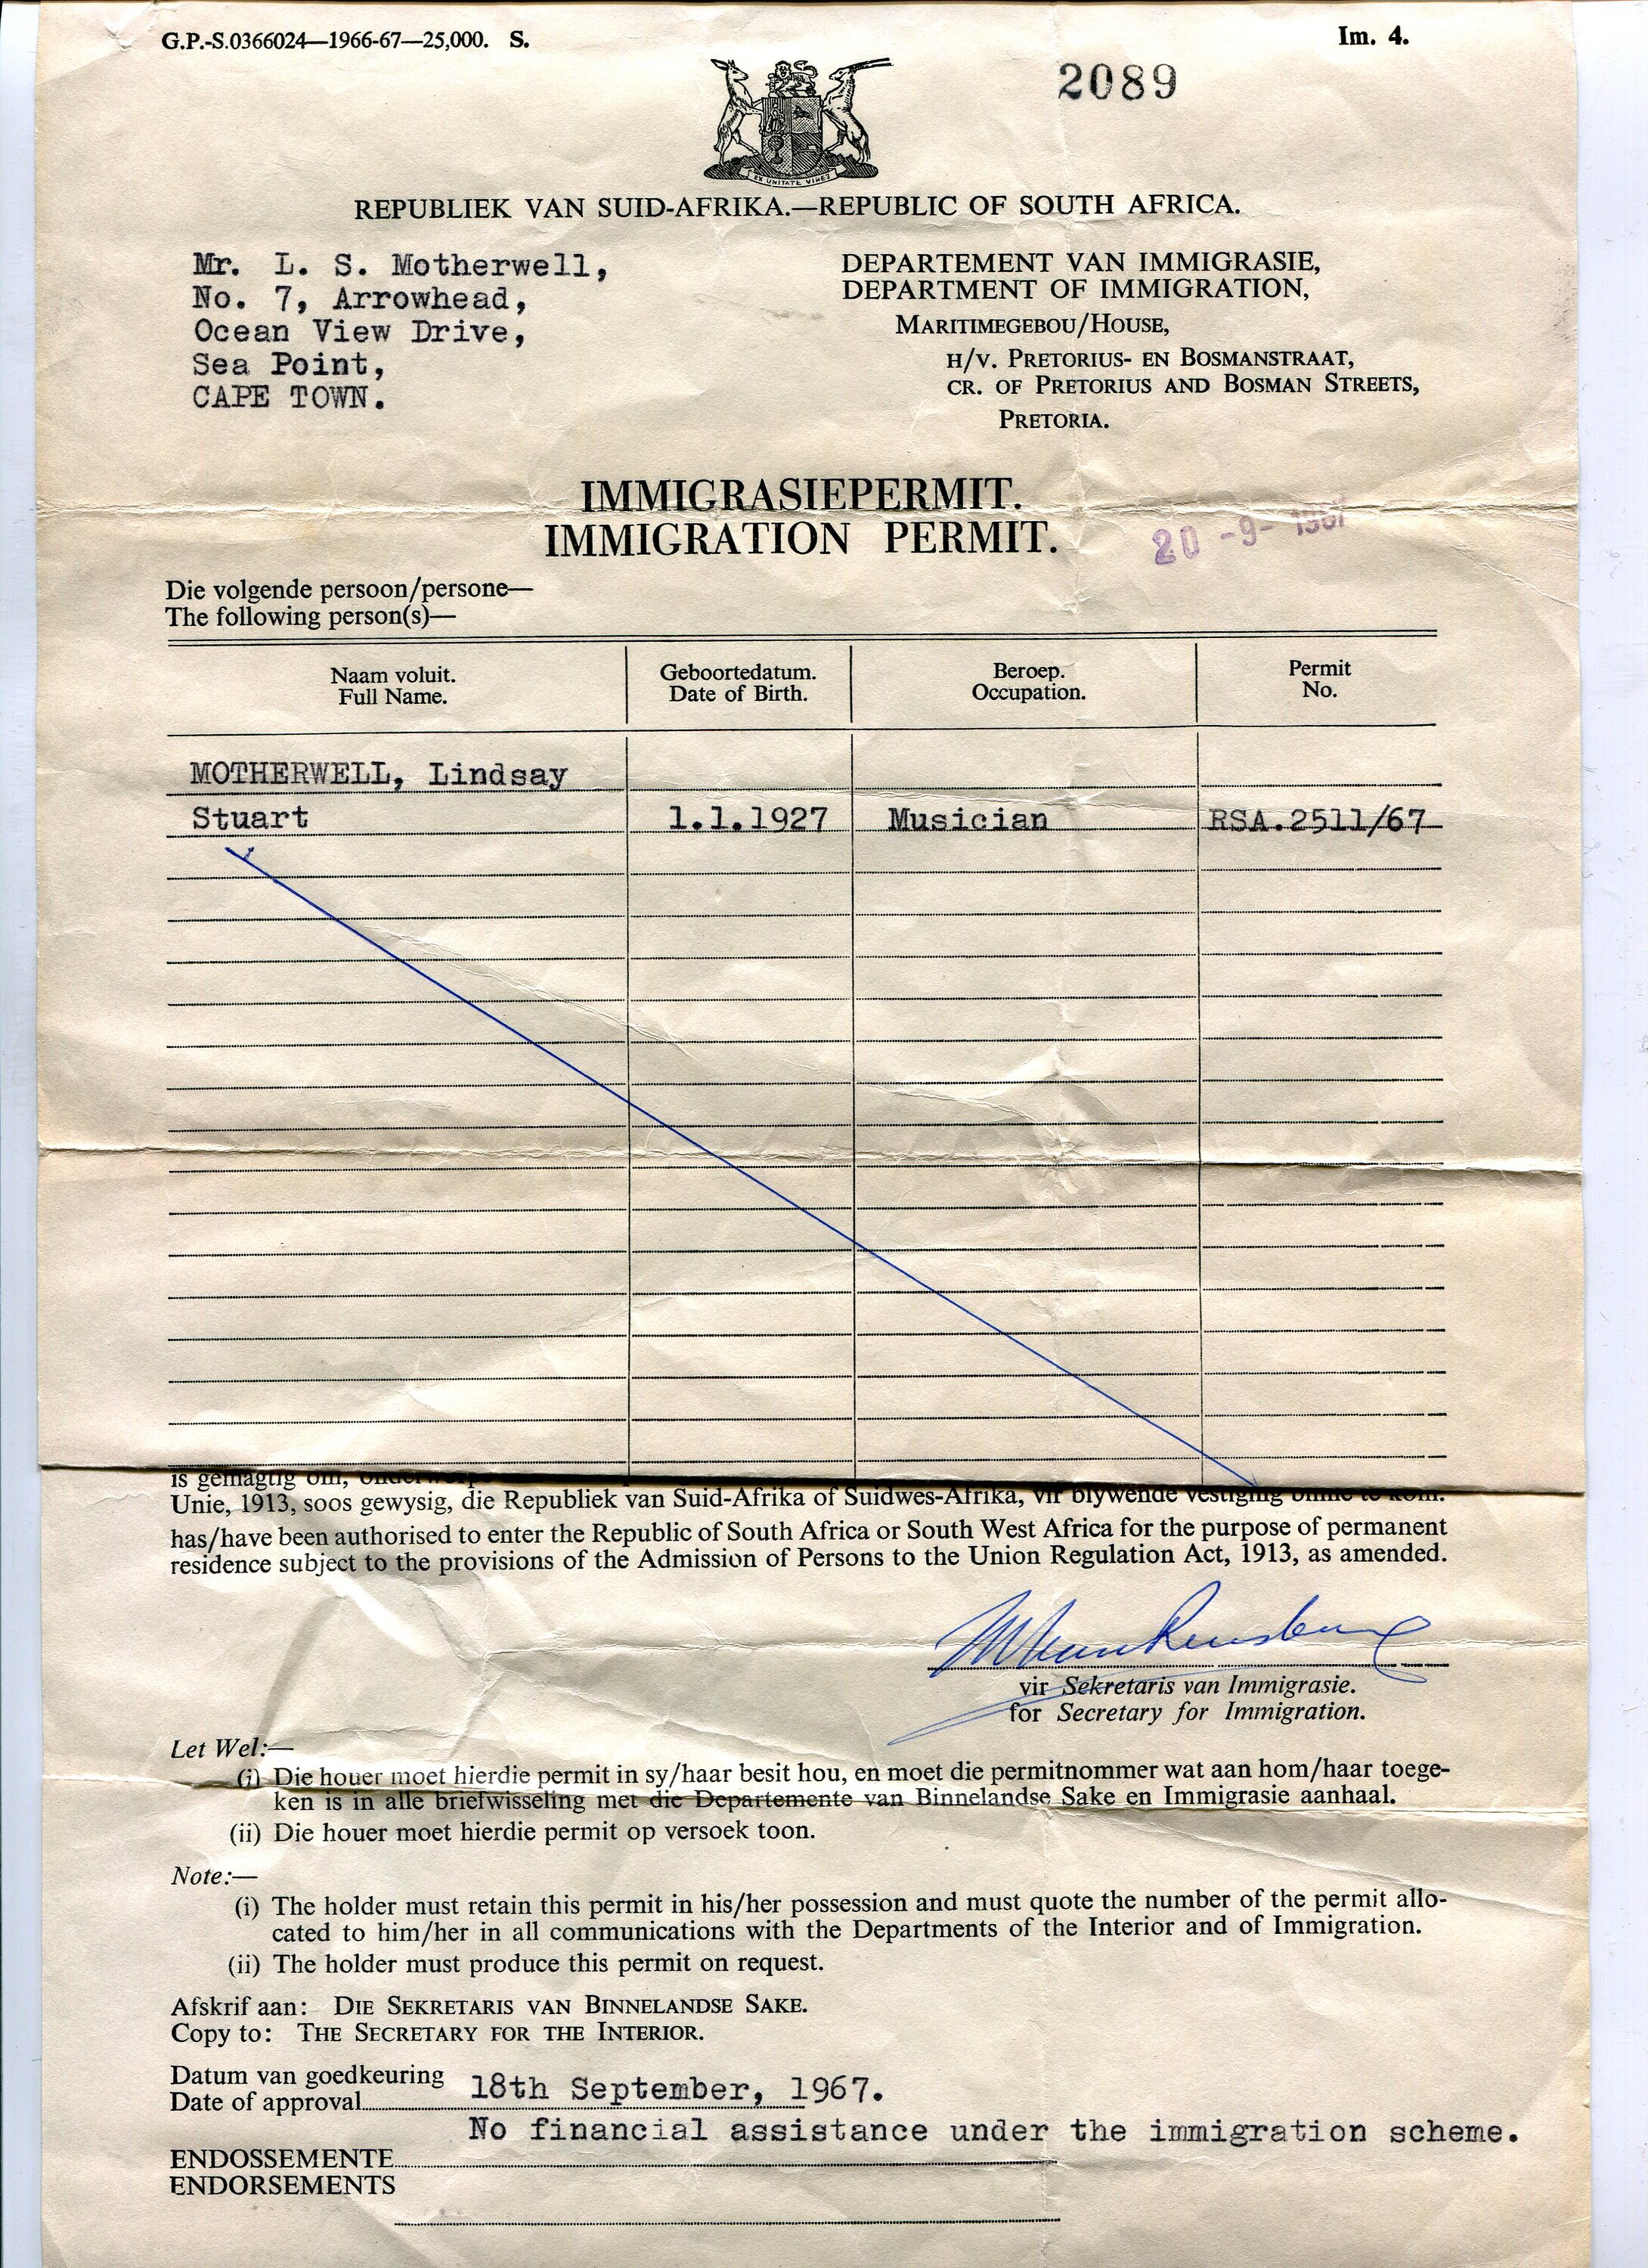 G.P.-S.0366024—1966-67—25,000. S.
Im. 4.
2089
EX UNITATE VIRES
REPUBLIEK VAN SUID-AFRIKA.—REPUBLIC OF SOUTH AFRICA.
Mr. L. S. Motherwell,
No. 7, Arrowhead,
Ocean View Drive,
Sea Point,
CAPE TOWN.
DEPARTEMENT VAN IMMIGRASIE,
DEPARTMENT OF IMMIGRATION,
MARITIMEGEBOU/HOUSE,
H/V. PRETORIUS- EN BOSMANSTRAAT,
CR. OF PRETORIUS AND BOSMAN STREETS,
PRETORIA.
IMMIGRASIEPERMIT.
IMMIGRATION PERMIT.
20 -9- 1967
Die volgende persoon/persone—
The following person(s)—
Naam voluit.
Full Name.
Geboortedatum.
Date of Birth.
Beroep.
Occupation.
Permit
No.
MOTHERWELL, Lindsay
Stuart 1.1.1927 Musician RSA.2511/67
is gemagtig om,
Unie, 1913, soos gewysig, die Republiek van Suid-Afrika of Suidwes-Afrika, vir blywende vestiging binne te kom.
has/have been authorised to enter the Republic of South Africa or South West Africa for the purpose of permanent
residence subject to the provisions of the Admission of Persons to the Union Regulation Act, 1913, as amended.
vir Sekretaris van Immigrasie.
for Secretary for Immigration.
Let Wel:—
(i) Die houer moet hierdie permit in sy/haar besit hou, en moet die permitnommer wat aan hom/haar toege-
ken is in alle briefwisseling met die Departemente van Binnelandse Sake en Immigrasie aanhaal.
(ii) Die houer moet hierdie permit op versoek toon.
Note:—
(i) The holder must retain this permit in his/her possession and must quote the number of the permit allo-
cated to him/her in all communications with the Departments of the Interior and of Immigration.
(ii) The holder must produce this permit on request.
Afskrif aan: DIE SEKRETARIS VAN BINNELANDSE SAKE.
Copy to: THE SECRETARY FOR THE INTERIOR.
Datum van goedkeuring
Date of approval 18th September, 1967.
No financial assistance under the immigration scheme.
ENDOSSEMENTE
ENDORSEMENTS